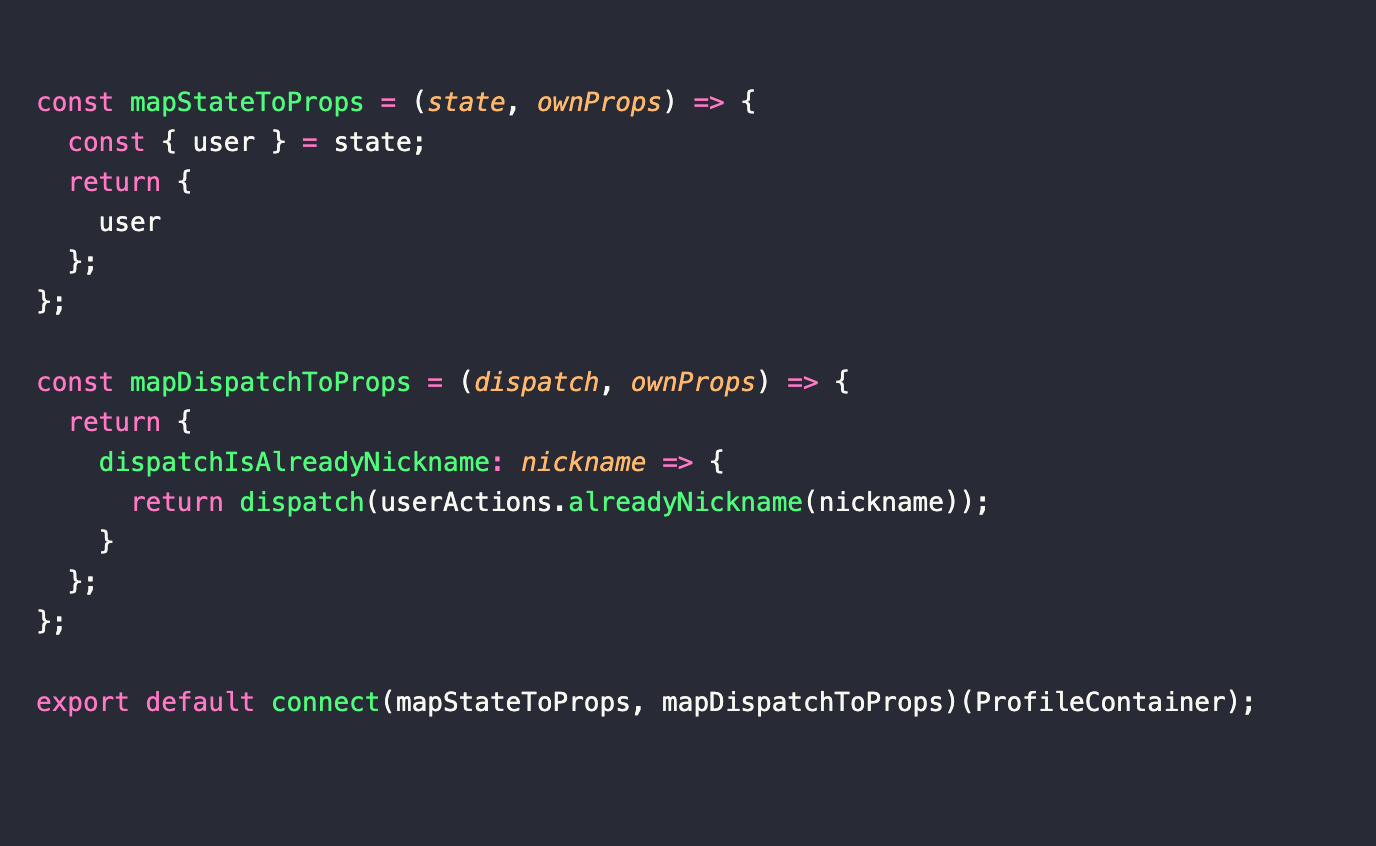 const mapStateToProps = (state, ownProps) => {
  const { user } = state;
  return {
    user
  };
};

const mapDispatchToProps = (dispatch, ownProps) => {
  return {
    dispatchIsAlreadyNickname: nickname => {
      return dispatch(userActions.alreadyNickname(nickname));
    }
  };
};

export default connect(mapStateToProps, mapDispatchToProps)(ProfileContainer);